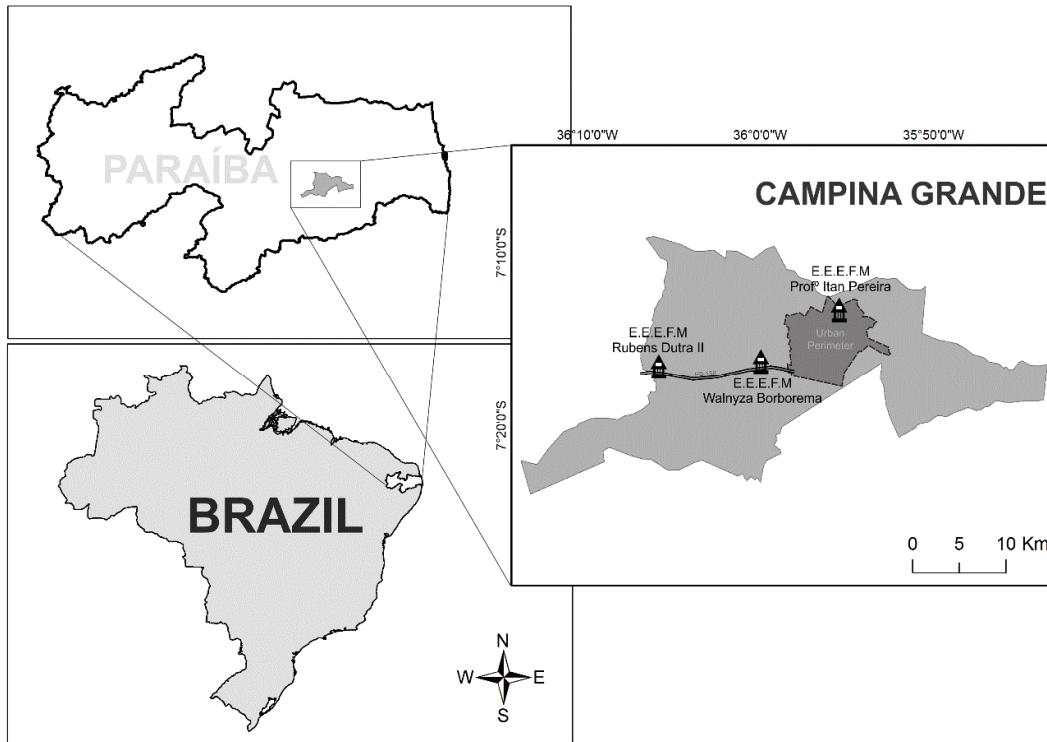 PARAÍBA
36°10'0"W
36°0'0"W
35°50'0"W
CAMPINA GRANDE
7°10'0"S
7°20'0"S
E.E.E.F.M
Profº Itan Pereira
Urban
Perimeter
E.E.E.F.M
Rubens Dutra II
E.E.E.F.M
Walnyza Borborema
0 5 10 Km
BRAZIL
N
W E
S